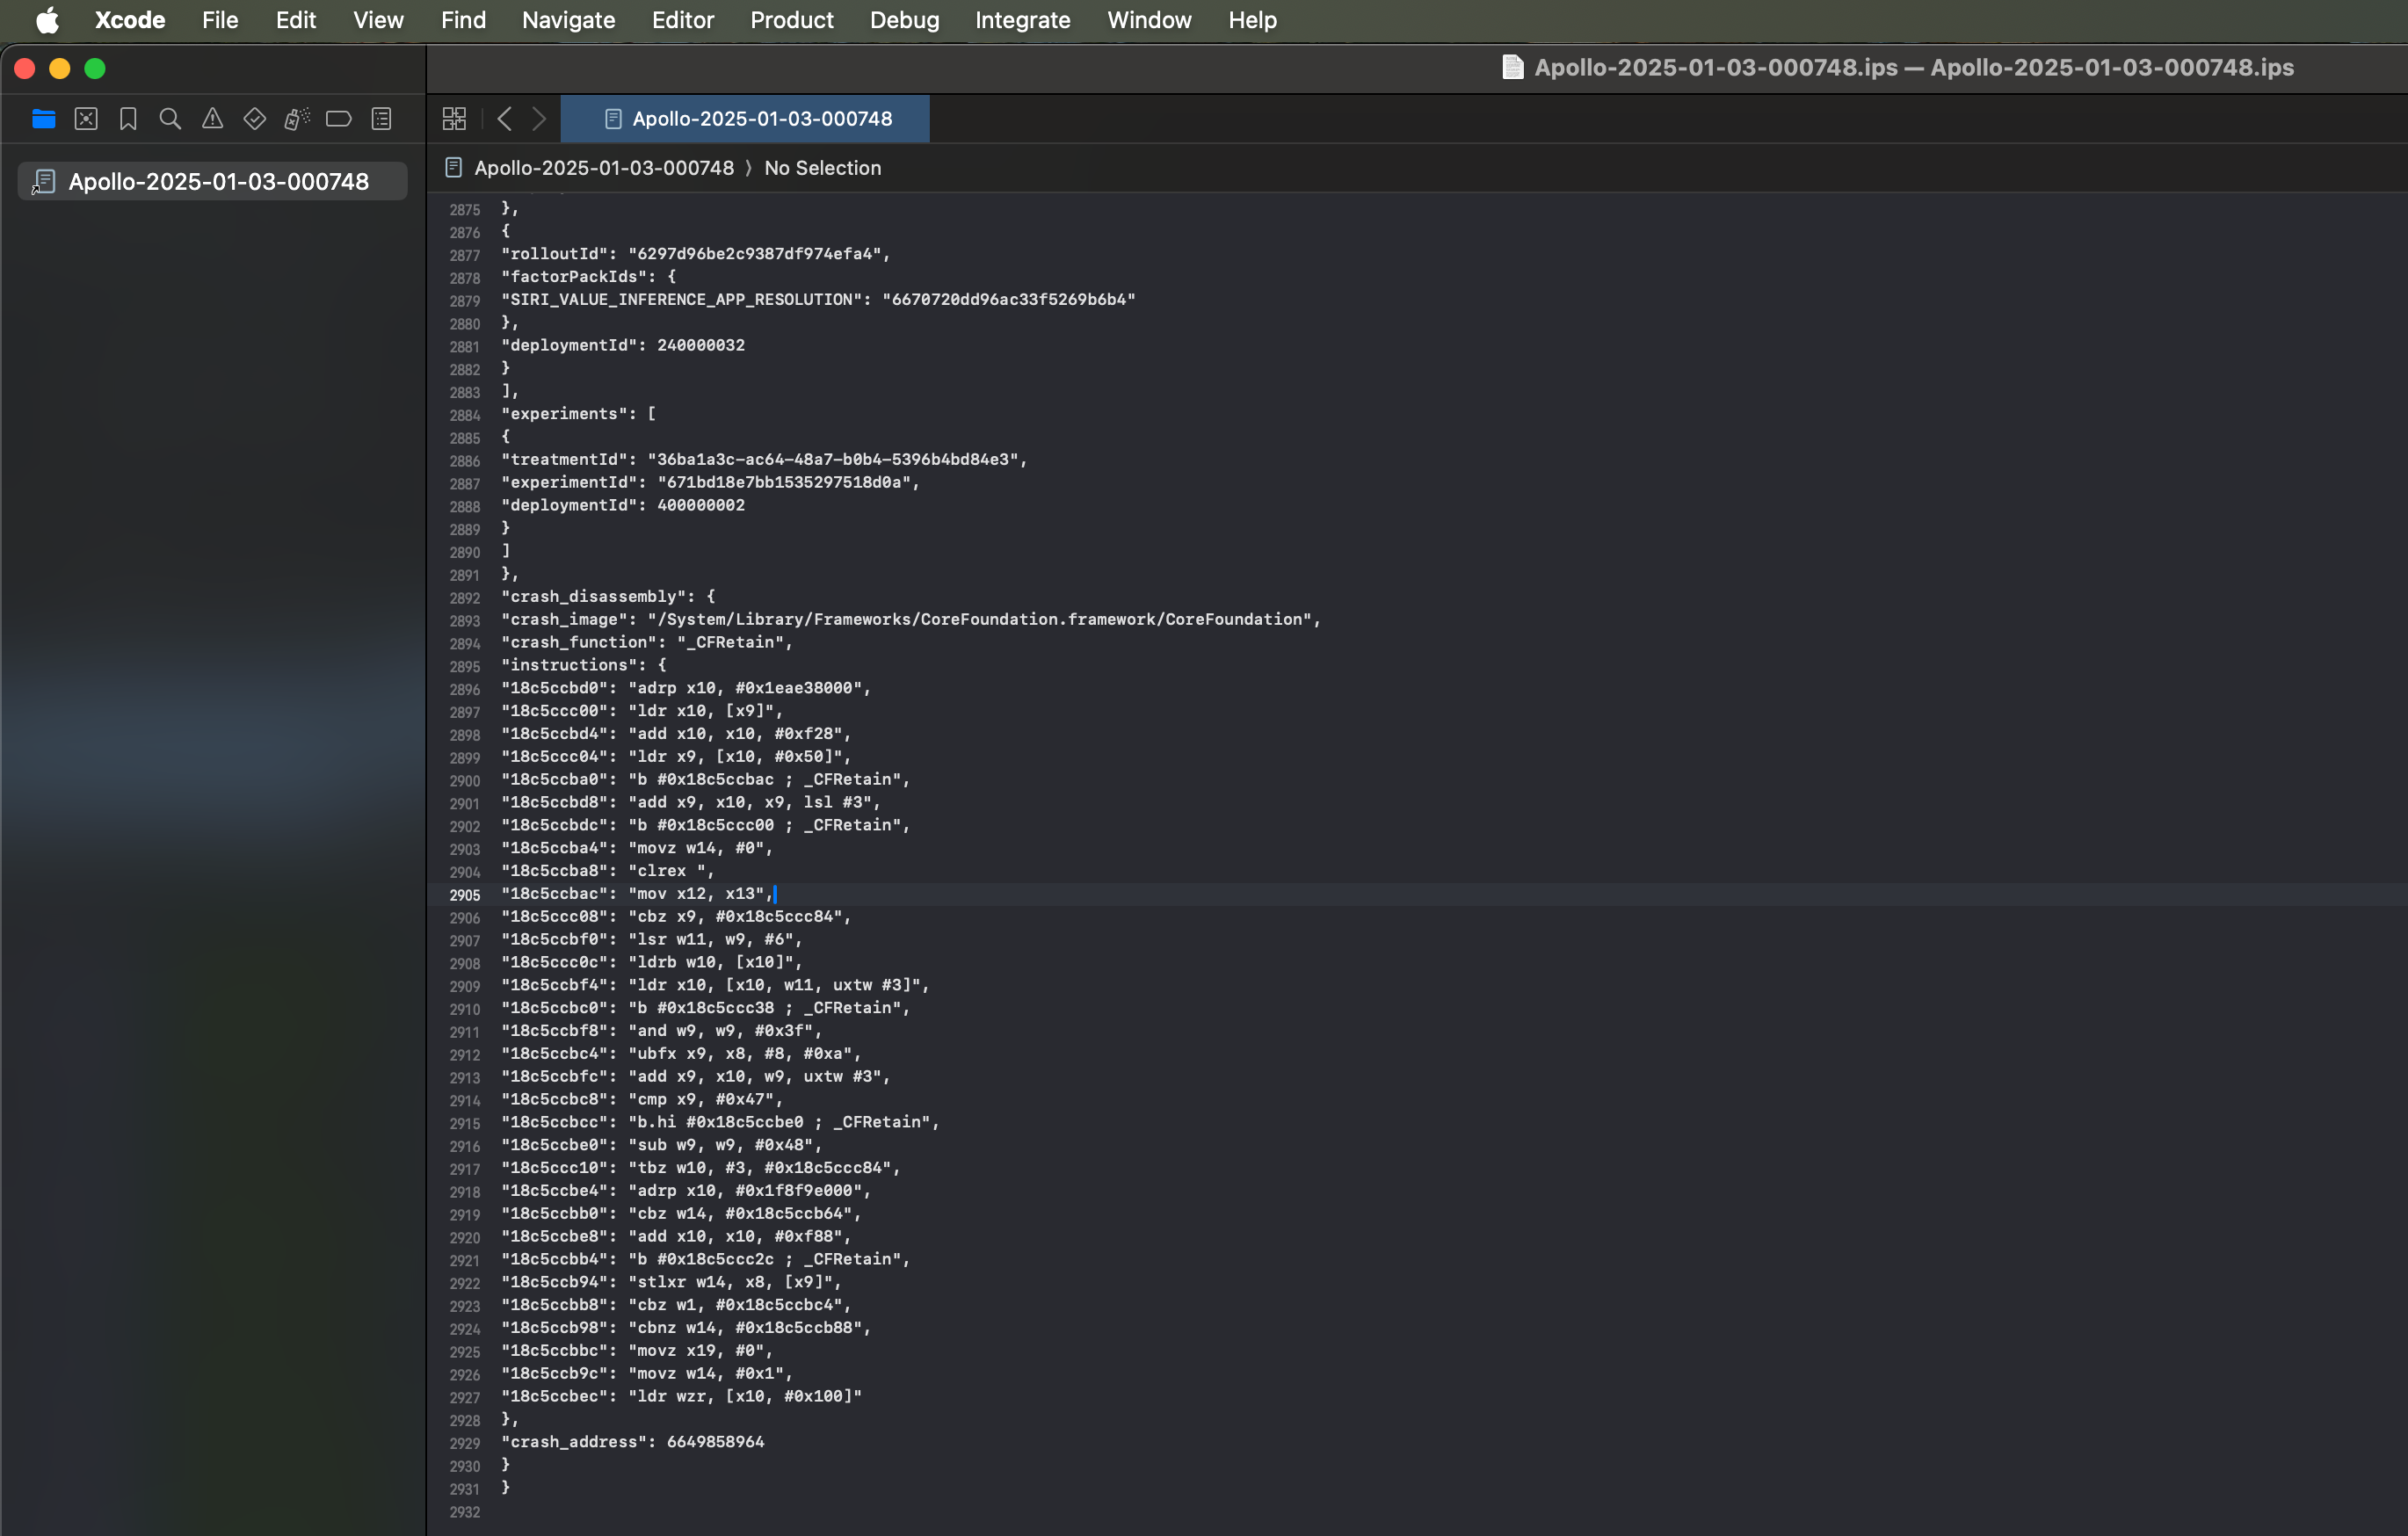 Xcode File Edit View Find Navigate Editor Product Debug Integrate Window Help
Apollo-2025-01-03-000748.ips — Apollo-2025-01-03-000748.ips
Apollo-2025-01-03-000748
Apollo-2025-01-03-000748
Apollo-2025-01-03-000748 ⟩ No Selection
2875 },
2876 {
2877 "rolloutId": "6297d96be2c9387df974efa4",
2878 "factorPackIds": {
2879 "SIRI_VALUE_INFERENCE_APP_RESOLUTION": "6670720dd96ac33f5269b6b4"
2880 },
2881 "deploymentId": 240000032
2882 }
2883 ],
2884 "experiments": [
2885 {
2886 "treatmentId": "36ba1a3c-ac64-48a7-b0b4-5396b4bd84e3",
2887 "experimentId": "671bd18e7bb1535297518d0a",
2888 "deploymentId": 400000002
2889 }
2890 ]
2891 },
2892 "crash_disassembly": {
2893 "crash_image": "/System/Library/Frameworks/CoreFoundation.framework/CoreFoundation",
2894 "crash_function": "_CFRetain",
2895 "instructions": {
2896 "18c5ccbd0": "adrp x10, #0x1eae38000",
2897 "18c5ccc00": "ldr x10, [x9]",
2898 "18c5ccbd4": "add x10, x10, #0xf28",
2899 "18c5ccc04": "ldr x9, [x10, #0x50]",
2900 "18c5ccba0": "b #0x18c5ccbac ; _CFRetain",
2901 "18c5ccbd8": "add x9, x10, x9, lsl #3",
2902 "18c5ccbdc": "b #0x18c5ccc00 ; _CFRetain",
2903 "18c5ccba4": "movz w14, #0",
2904 "18c5ccba8": "clrex ",
2905 "18c5ccbac": "mov x12, x13",
2906 "18c5ccc08": "cbz x9, #0x18c5ccc84",
2907 "18c5ccbf0": "lsr w11, w9, #6",
2908 "18c5ccc0c": "ldrb w10, [x10]",
2909 "18c5ccbf4": "ldr x10, [x10, w11, uxtw #3]",
2910 "18c5ccbc0": "b #0x18c5ccc38 ; _CFRetain",
2911 "18c5ccbf8": "and w9, w9, #0x3f",
2912 "18c5ccbc4": "ubfx x9, x8, #8, #0xa",
2913 "18c5ccbfc": "add x9, x10, w9, uxtw #3",
2914 "18c5ccbc8": "cmp x9, #0x47",
2915 "18c5ccbcc": "b.hi #0x18c5ccbe0 ; _CFRetain",
2916 "18c5ccbe0": "sub w9, w9, #0x48",
2917 "18c5ccc10": "tbz w10, #3, #0x18c5ccc84",
2918 "18c5ccbe4": "adrp x10, #0x1f8f9e000",
2919 "18c5ccbb0": "cbz w14, #0x18c5ccb64",
2920 "18c5ccbe8": "add x10, x10, #0xf88",
2921 "18c5ccbb4": "b #0x18c5ccc2c ; _CFRetain",
2922 "18c5ccb94": "stlxr w14, x8, [x9]",
2923 "18c5ccbb8": "cbz w1, #0x18c5ccbc4",
2924 "18c5ccb98": "cbnz w14, #0x18c5ccb88",
2925 "18c5ccbbc": "movz x19, #0",
2926 "18c5ccb9c": "movz w14, #0x1",
2927 "18c5ccbec": "ldr wzr, [x10, #0x100]"
2928 },
2929 "crash_address": 6649858964
2930 }
2931 }
2932